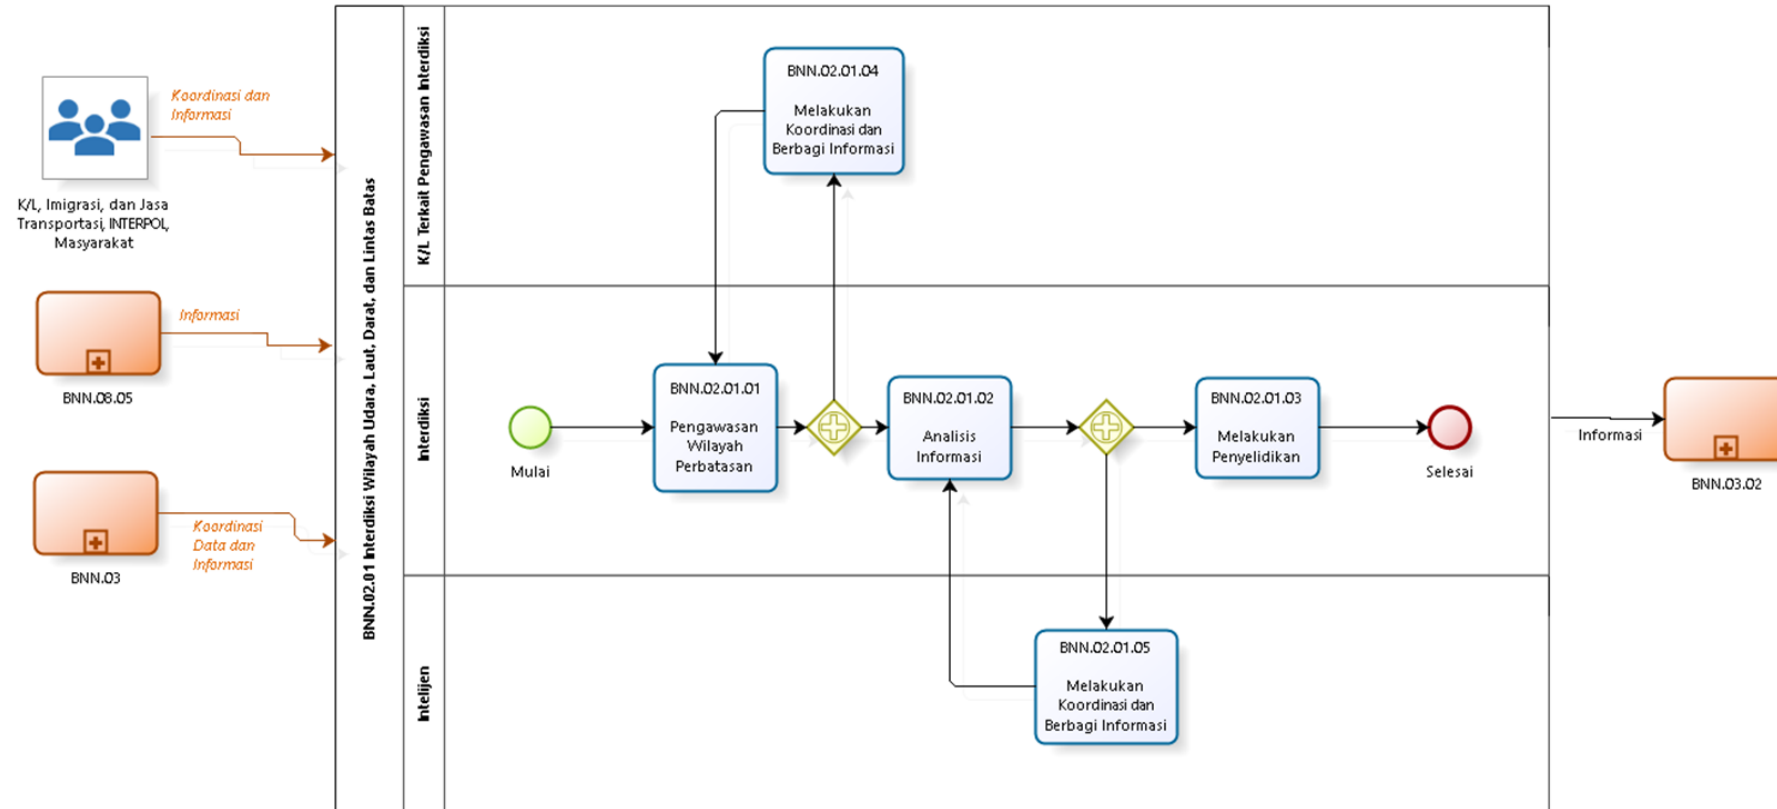 Koordinasi dan
Informasi
K/L, Imigrasi, dan Jasa
Transportasi, INTERPOL,
Masyarakat
Informasi
BNN.08.05
Koordinasi
Data dan
Informasi
BNN.03
BNN.02.01 Interdiksi Wilayah Udara, Laut, Darat, dan Lintas Batas
K/L Terkait Pengawasan Interdiksi
BNN.02.01.04
Melakukan
Koordinasi dan
Berbagi Informasi
Interdiksi
Mulai
BNN.02.01.01
Pengawasan
Wilayah
Perbatasan
BNN.02.01.02
Analisis
Informasi
BNN.02.01.03
Melakukan
Penyelidikan
Selesai
Intelijen
BNN.02.01.05
Melakukan
Koordinasi dan
Berbagi Informasi
Informasi
BNN.03.02